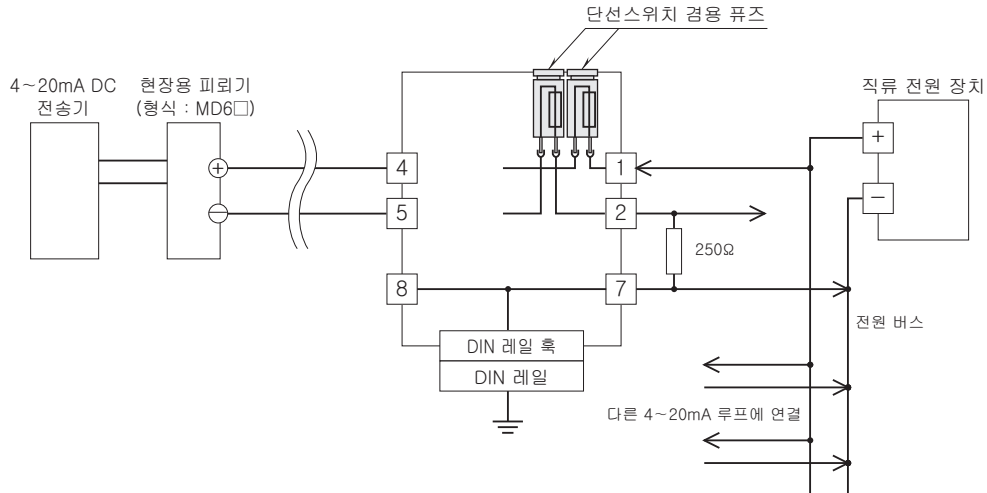 단선스위치 겸용 퓨즈
4~20mA DC
전송기
현장용 피뢰기
(형식 : MD6□)
직류 전원 장치
+
−
+
−
4
1
5
2
250Ω
8
7
전원 버스
DIN 레일 훅
DIN 레일
다른 4~20mA 루프에 연결